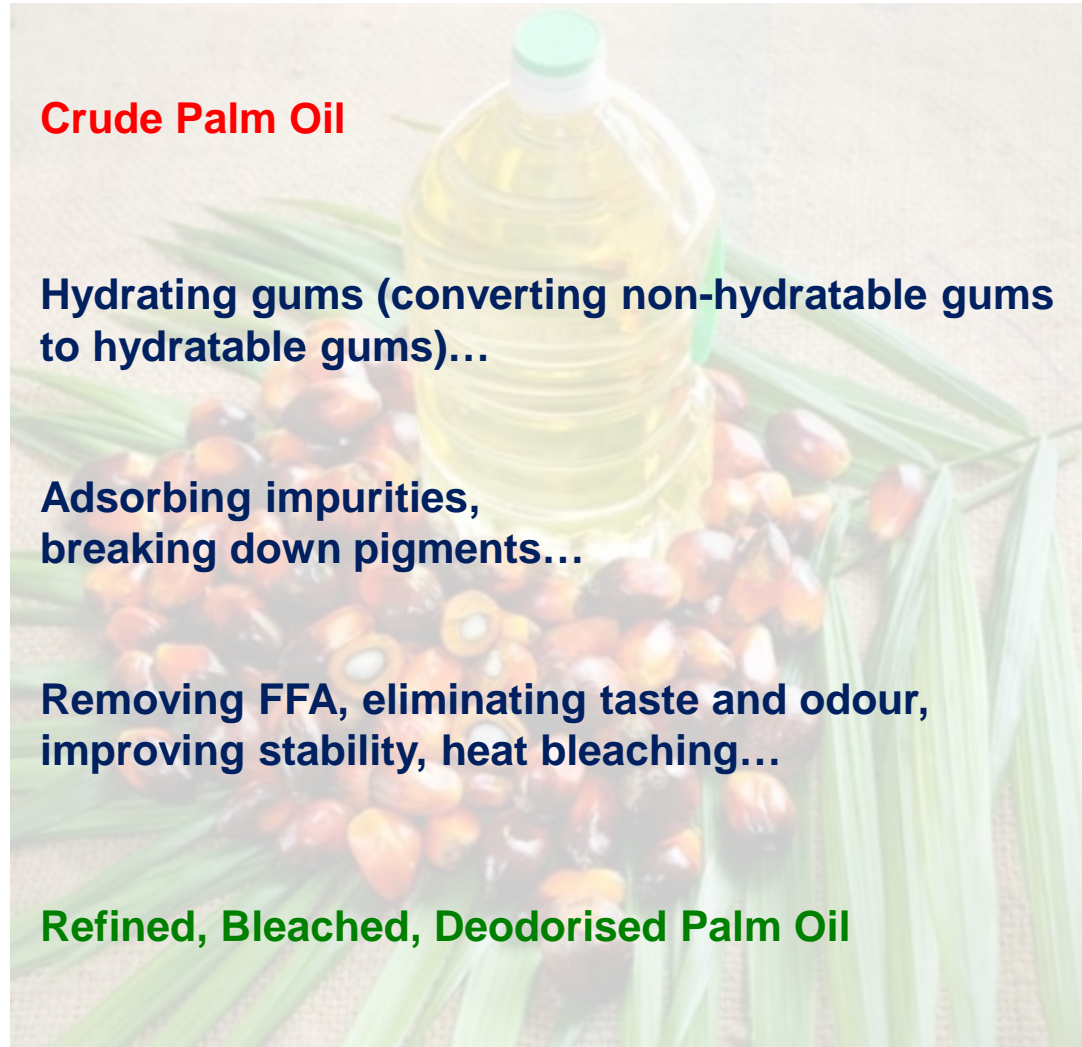 Crude Palm Oil
Hydrating gums (converting non-hydratable gums
to hydratable gums)…
Adsorbing impurities,
breaking down pigments…
Removing FFA, eliminating taste and odour,
improving stability, heat bleaching…
Refined, Bleached, Deodorised Palm Oil